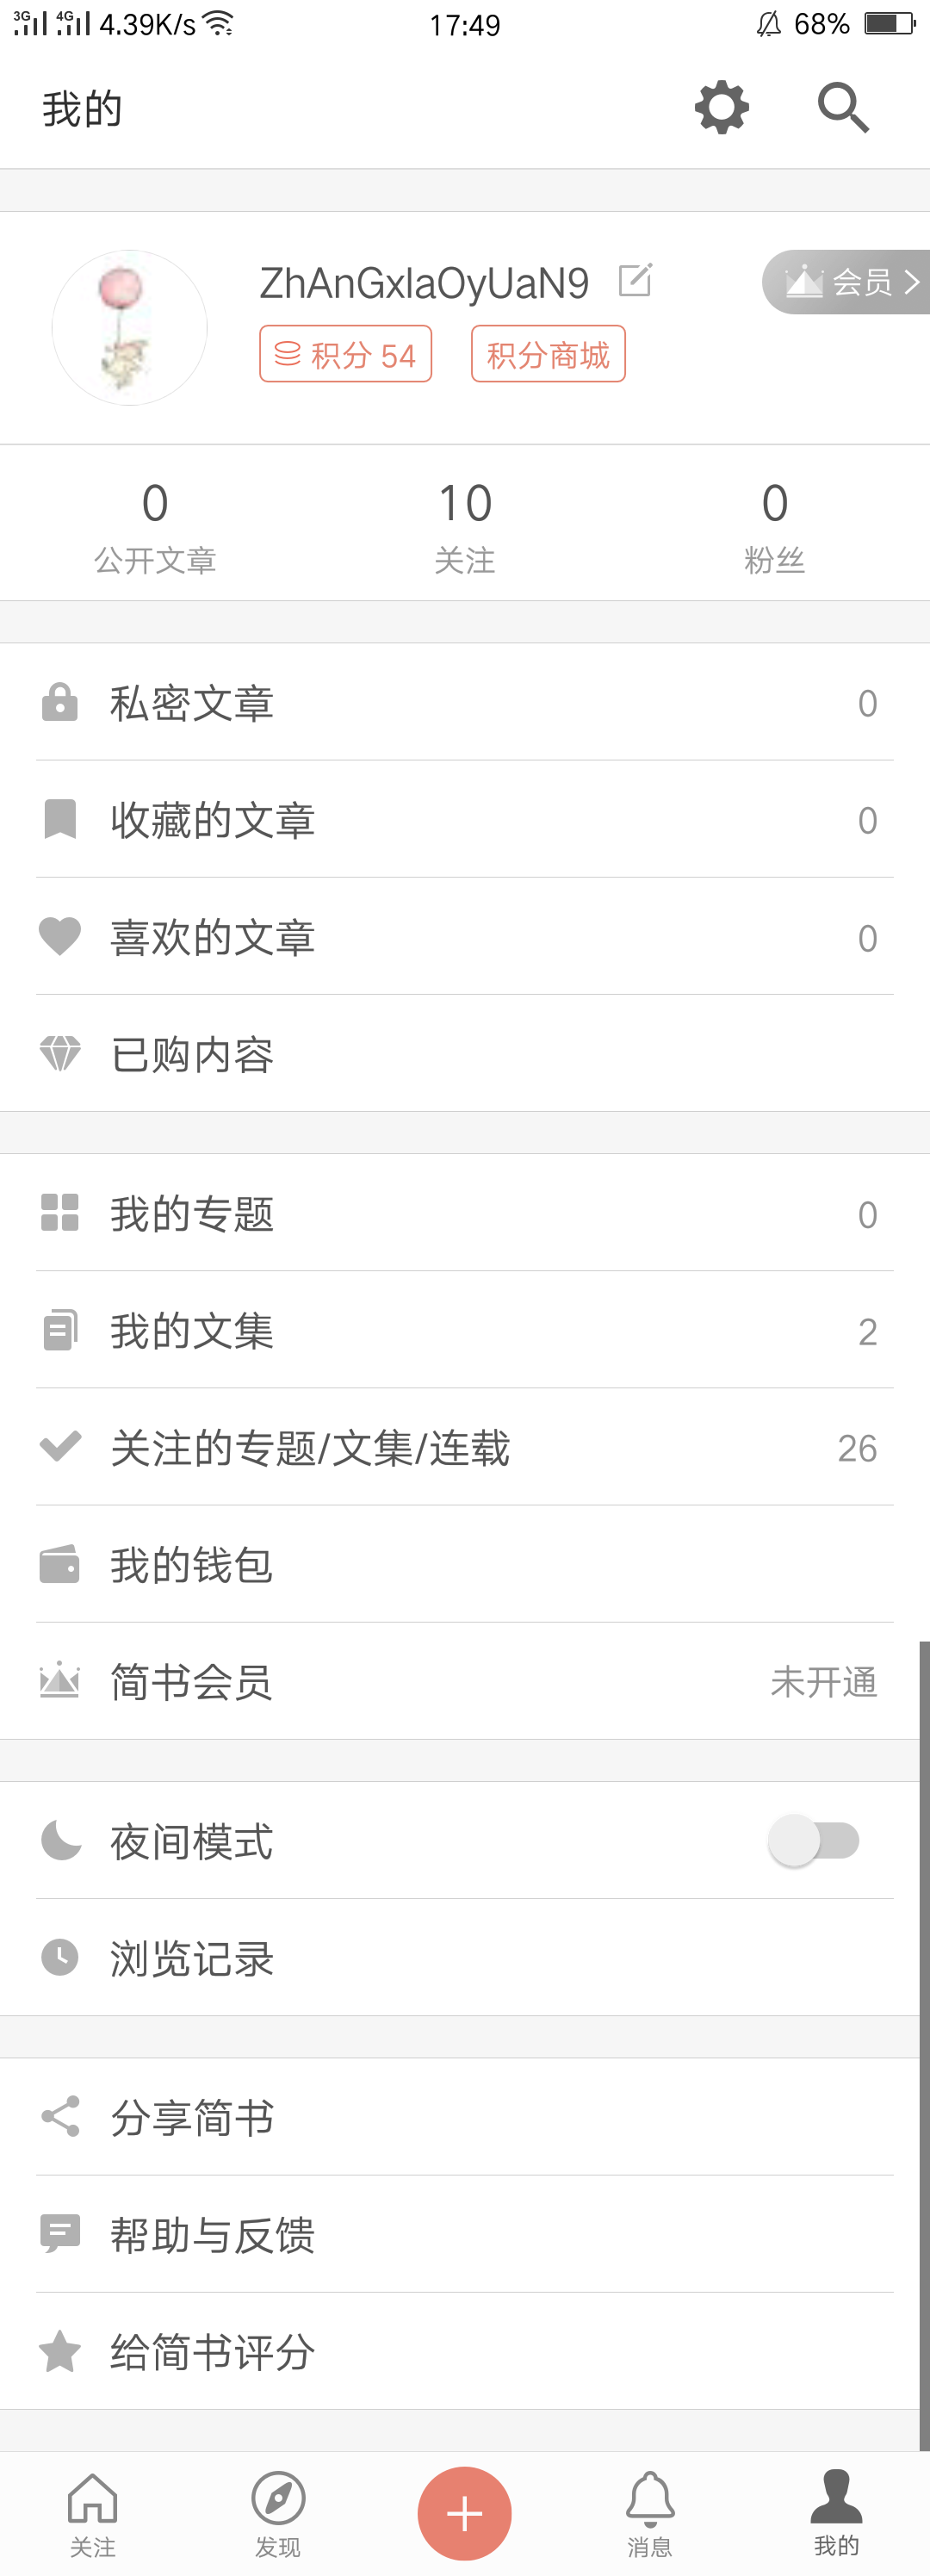 3G 4G 4.39K/s 17:49 68%
我的
ZhAnGxIaOyUaN9 会员
积分 54 积分商城
0 10 0
公开文章 关注 粉丝
私密文章 0
收藏的文章 0
喜欢的文章 0
已购内容
我的专题 0
我的文集 2
关注的专题/文集/连载 26
我的钱包
简书会员 未开通
夜间模式
浏览记录
分享简书
帮助与反馈
给简书评分
关注 发现 消息 我的